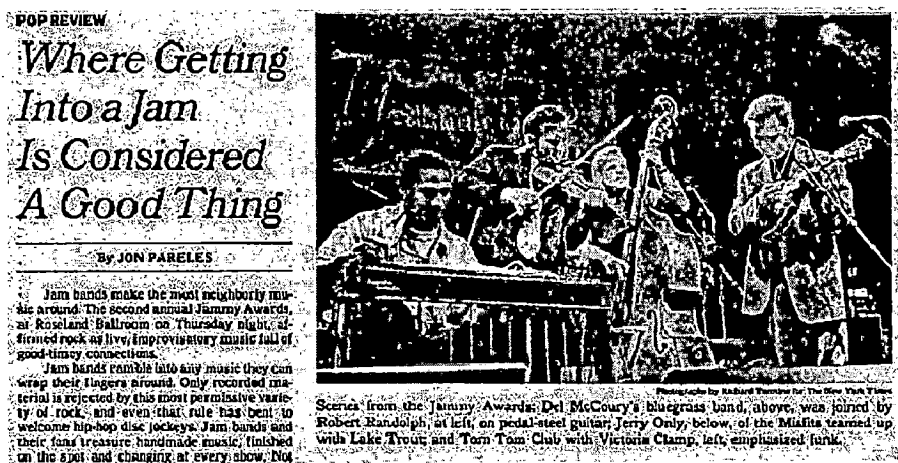 POP REVIEW
Where Getting
Into a Jam
Is Considered
A Good Thing
By JON PARELES
Jam bands make the most neighborly mu-
sic around. The second annual Jammy Awards,
at Roseland Ballroom on Thursday night, af-
firmed rock as live, improvisatory music full of
good-timey connections.
Jam bands ramble into any music they can
wrap their fingers around. Only recorded ma-
terial is rejected by this most permissive varie-
ty of rock, and even that rule has bent to
welcome hip-hop disc jockeys. Jam bands and
their fans treasure handmade music, finished
on the spot and changing at every show. Not
Photographs by Richard for The New York Times
Scenes from the Jammy Awards: Del McCoury's bluegrass band, above, was joined by
Robert Randolph, at left, on pedal-steel guitar; Jerry Only, below, of the Misfits teamed up
with Lake Trout; and Tom Tom Club with Victoria Clamp, left, emphasized funk.